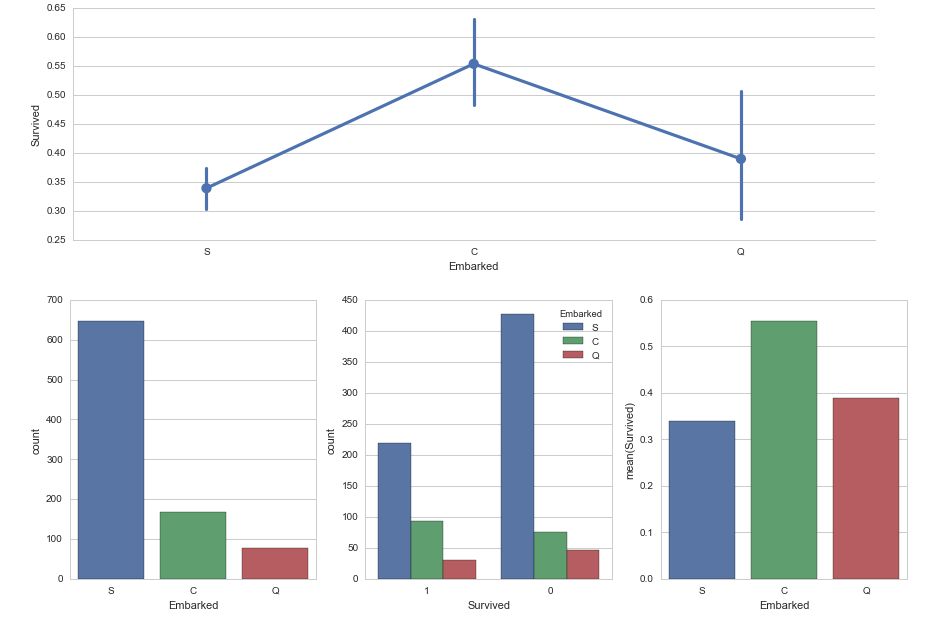 0.65
0.60
0.55
0.50
0.45
0.40
0.35
0.30
0.25
Survived
S C Q
Embarked
700
600
500
400
300
200
100
0
count
S C Q
Embarked
450
400
350
300
250
200
150
100
50
0
count
Embarked
S
C
Q
1 0
Survived
0.6
0.5
0.4
0.3
0.2
0.1
0.0
mean(Survived)
S C Q
Embarked